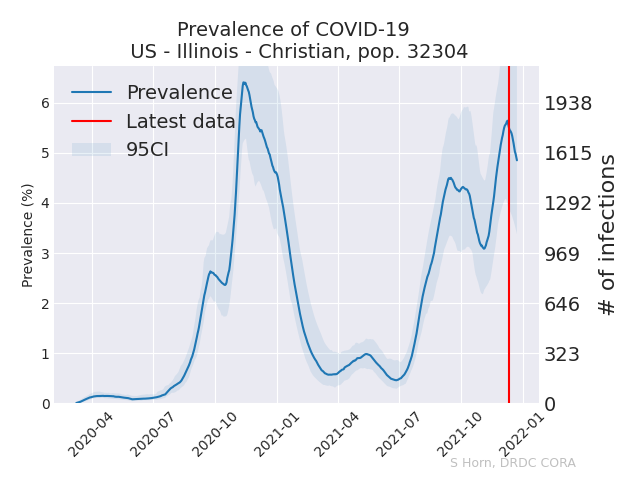 Prevalence of COVID-19
US - Illinois - Christian, pop. 32304
Prevalence
Latest data
95CI
Prevalence (%)
6
5
4
3
2
1
0
1938
1615
1292
969
646
323
0
# of infections
2020-04
2020-07
2020-10
2021-01
2021-04
2021-07
2021-10
2022-01
S Horn, DRDC CORA